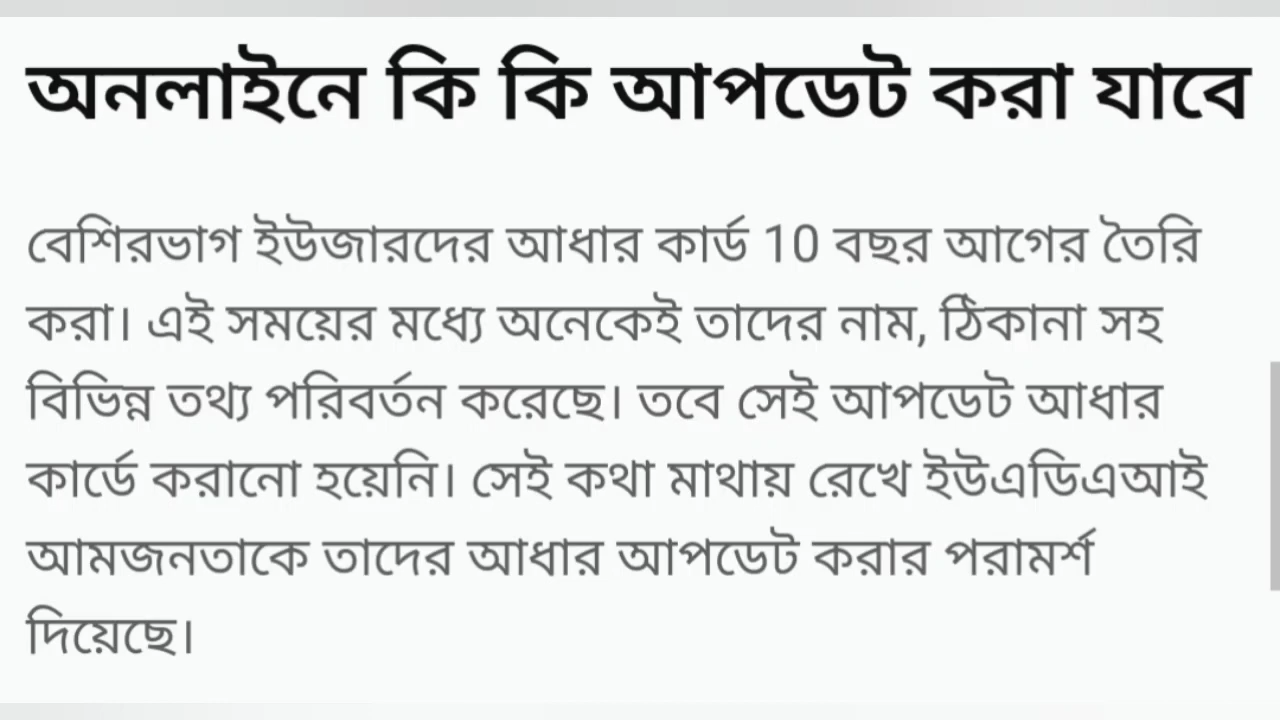 অনলাইনে কি কি আপডেট করা যাবে
বেশিরভাগ ইউজারদের আধার কার্ড 10 বছর আগের তৈরি
করা। এই সময়ের মধ্যে অনেকেই তাদের নাম, ঠিকানা সহ
বিভিন্ন তথ্য পরিবর্তন করেছে। তবে সেই আপডেট আধার
কার্ডে করানো হয়েনি। সেই কথা মাথায় রেখে ইউএডিএআই
আমজনতাকে তাদের আধার আপডেট করার পরামর্শ
দিয়েছে।